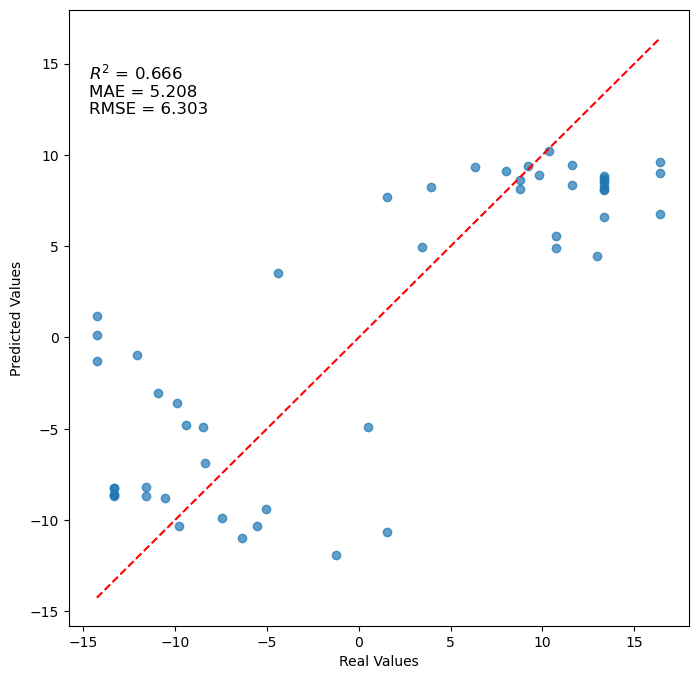 R² = 0.666
MAE = 5.208
RMSE = 6.303
15
10
5
0
−5
−10
−15
Predicted Values
−15
−10
−5
0
5
10
15
Real Values